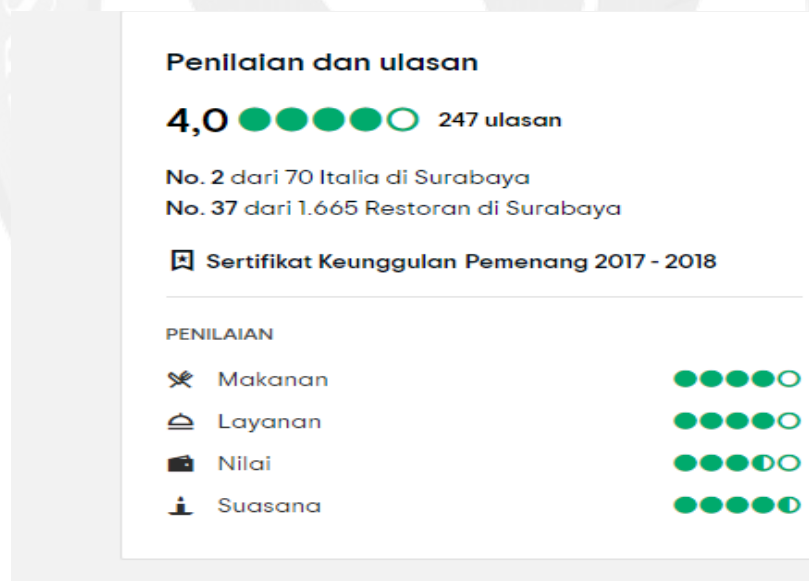 Penilaian dan ulasan
4,0 247 ulasan
No. 2 dari 70 Italia di Surabaya
No. 37 dari 1.665 Restoran di Surabaya
Sertifikat Keunggulan Pemenang 2017 - 2018
PENILAIAN
Makanan
Layanan
Nilai
Suasana